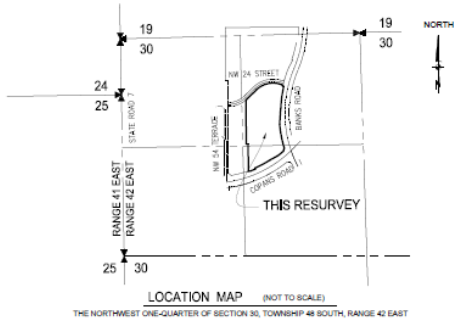 19
19
30
30
NORTH
NW 24 STREET
24
25
STATE ROAD 7
BANKS ROAD
NW 54 TERRACE
COPANS ROAD
RANGE 41 EAST
RANGE 42 EAST
THIS RESURVEY
25
30
LOCATION MAP (NOT TO SCALE)
THE NORTHWEST ONE-QUARTER OF SECTION 30, TOWNSHIP 48 SOUTH, RANGE 42 EAST